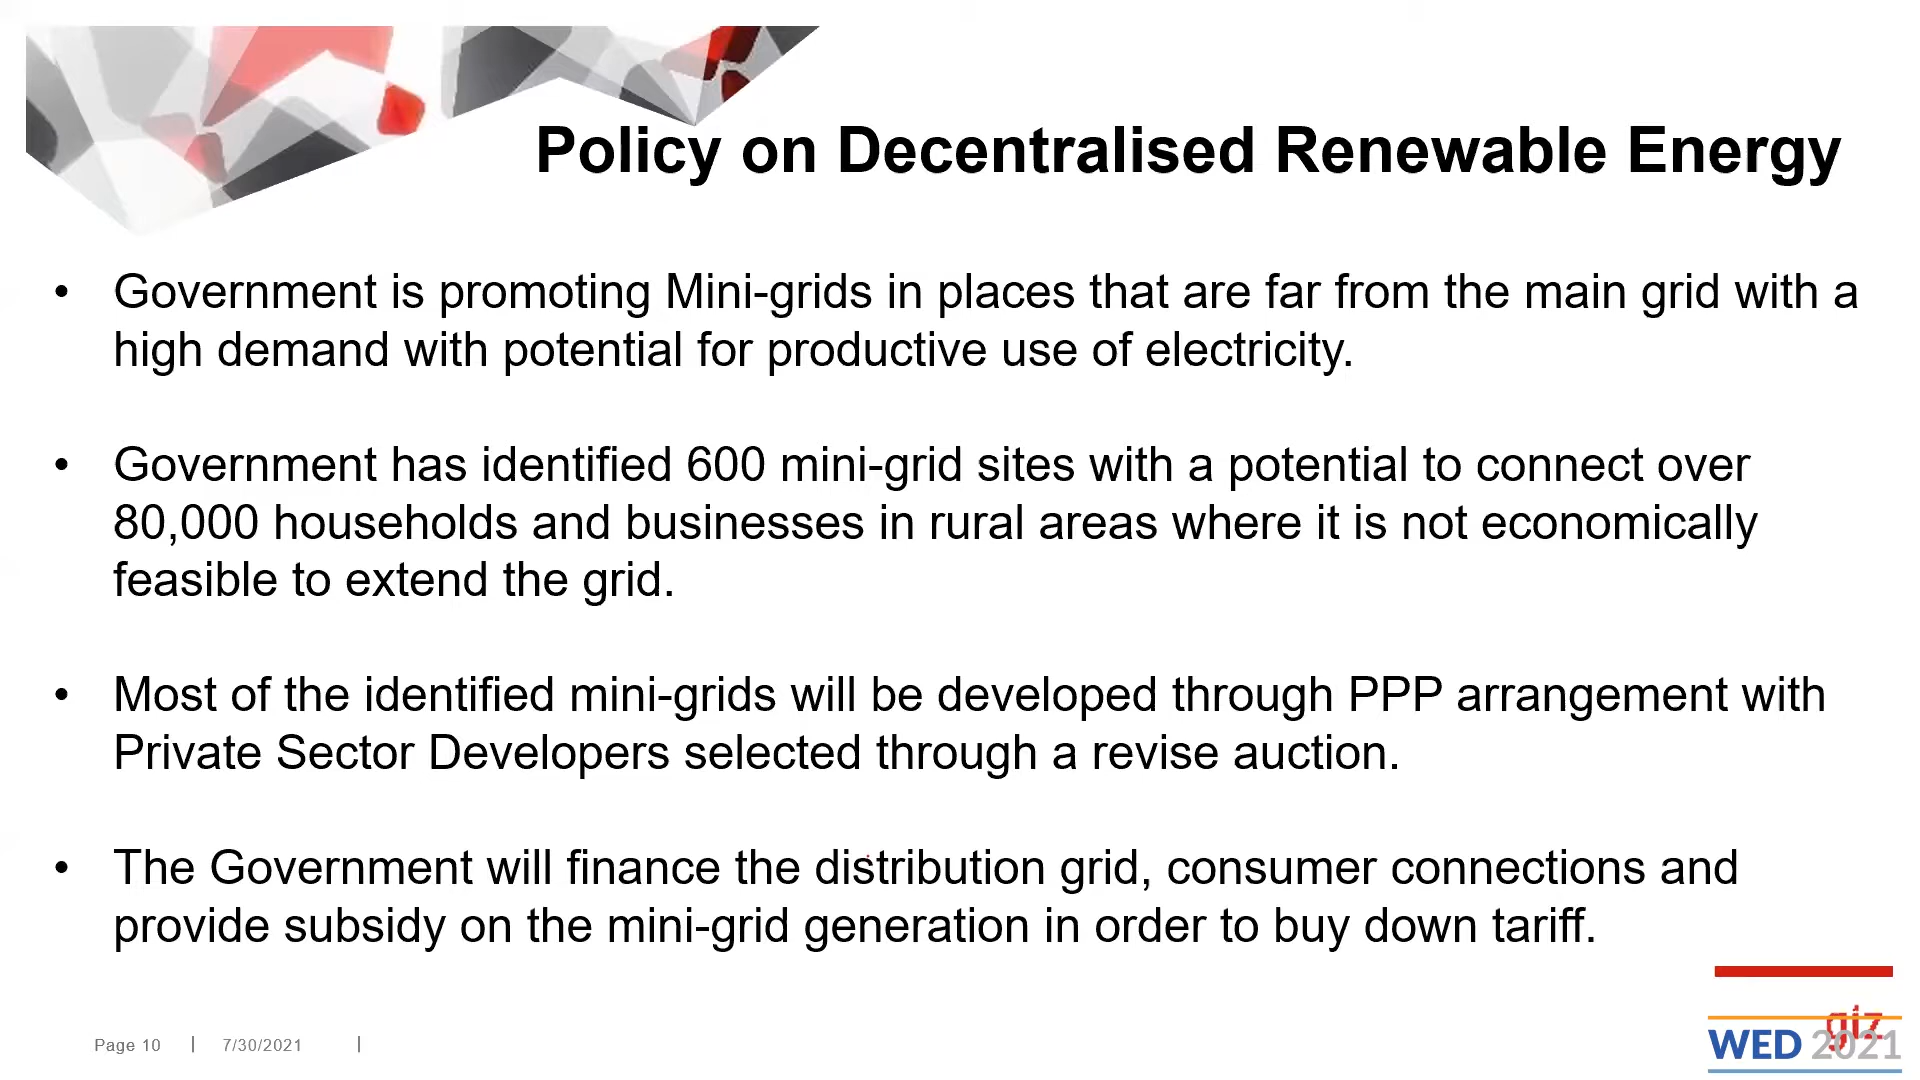 Policy on Decentralised Renewable Energy
• Government is promoting Mini-grids in places that are far from the main grid with a
high demand with potential for productive use of electricity.
• Government has identified 600 mini-grid sites with a potential to connect over
80,000 households and businesses in rural areas where it is not economically
feasible to extend the grid.
• Most of the identified mini-grids will be developed through PPP arrangement with
Private Sector Developers selected through a revise auction.
• The Government will finance the distribution grid, consumer connections and
provide subsidy on the mini-grid generation in order to buy down tariff.
Page 10 | 7/30/2021 |
giz
WED 2021